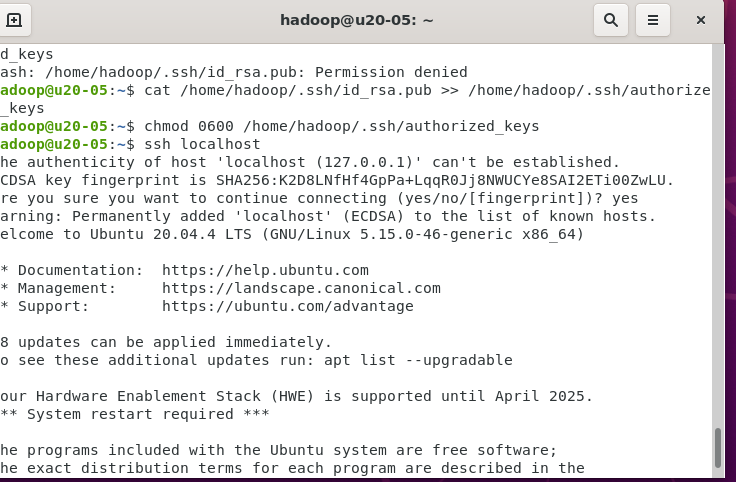 hadoop@u20-05: ~
d_keys
ash: /home/hadoop/.ssh/id_rsa.pub: Permission denied
adoop@u20-05:~$ cat /home/hadoop/.ssh/id_rsa.pub >> /home/hadoop/.ssh/authorize
_keys
adoop@u20-05:~$ chmod 0600 /home/hadoop/.ssh/authorized_keys
adoop@u20-05:~$ ssh localhost
he authenticity of host 'localhost (127.0.0.1)' can't be established.
CDSA key fingerprint is SHA256:K2D8LNfHf4GpPa+LqqR0Jj8NWUCYe8SAI2ETi00ZwLU.
re you sure you want to continue connecting (yes/no/[fingerprint])? yes
arning: Permanently added 'localhost' (ECDSA) to the list of known hosts.
elcome to Ubuntu 20.04.4 LTS (GNU/Linux 5.15.0-46-generic x86_64)
* Documentation:  https://help.ubuntu.com
* Management:     https://landscape.canonical.com
* Support:        https://ubuntu.com/advantage
8 updates can be applied immediately.
o see these additional updates run: apt list --upgradable
our Hardware Enablement Stack (HWE) is supported until April 2025.
** System restart required ***
he programs included with the Ubuntu system are free software;
he exact distribution terms for each program are described in the